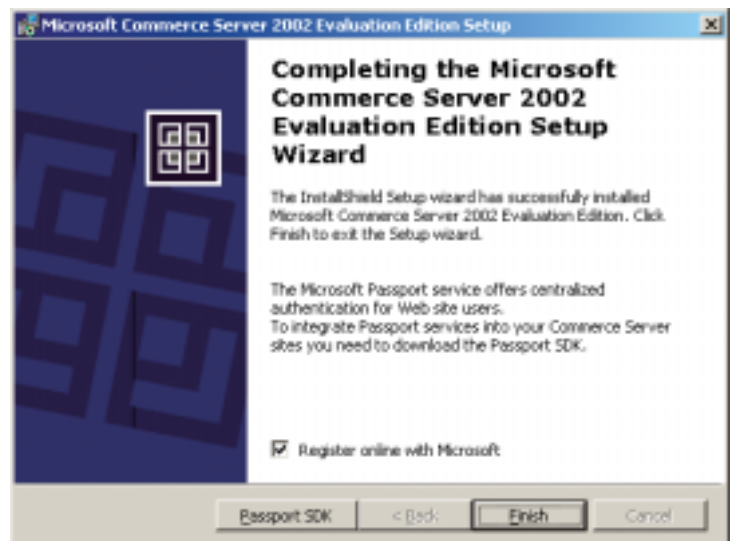 Microsoft Commerce Server 2002 Evaluation Edition Setup
Completing the Microsoft
Commerce Server 2002
Evaluation Edition Setup
Wizard
The InstallShield Setup wizard has successfully installed
Microsoft Commerce Server 2002 Evaluation Edition. Click
Finish to exit the Setup wizard.
The Microsoft Passport service offers centralized
authentication for Web site users.
To integrate Passport services into your Commerce Server
sites you need to download the Passport SDK.
Register online with Microsoft
Passport SDK
< Back
Finish
Cancel